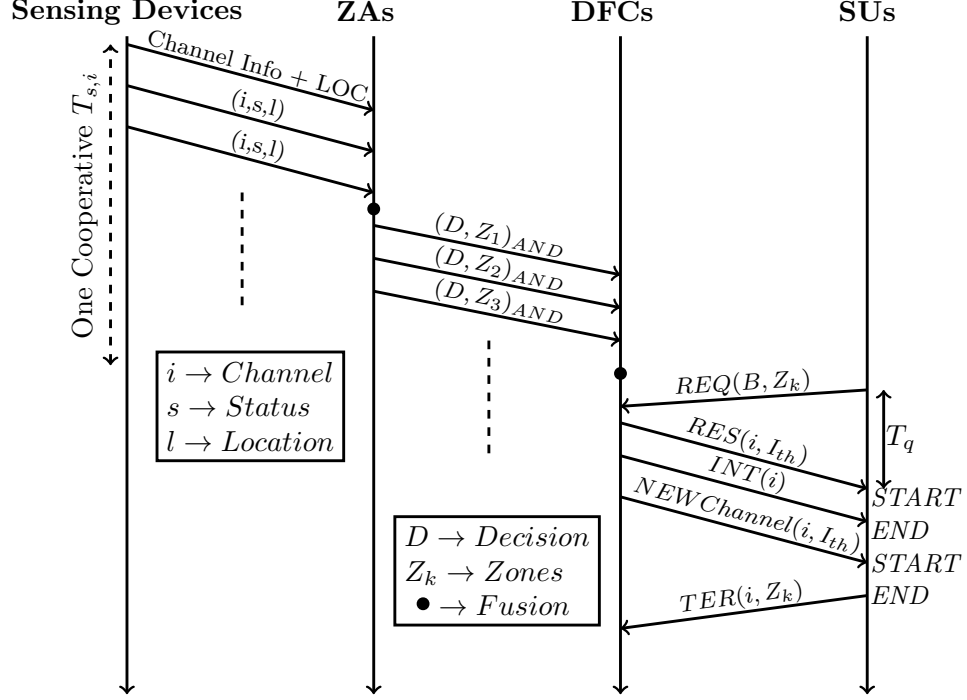 Sensing Devices
ZAs
DFCs
SUs
One Cooperative T_{s,i}
Channel Info + LOC
(i,s,l)
(i,s,l)
(D, Z_1)_{AND}
(D, Z_2)_{AND}
(D, Z_3)_{AND}
i → Channel
s → Status
l → Location
REQ(B, Z_k)
T_q
RES(i, I_{th})
START
INT(i)
END
NEWChannel(i, I_{th})
START
TER(i, Z_k)
END
D → Decision
Z_k → Zones
● → Fusion